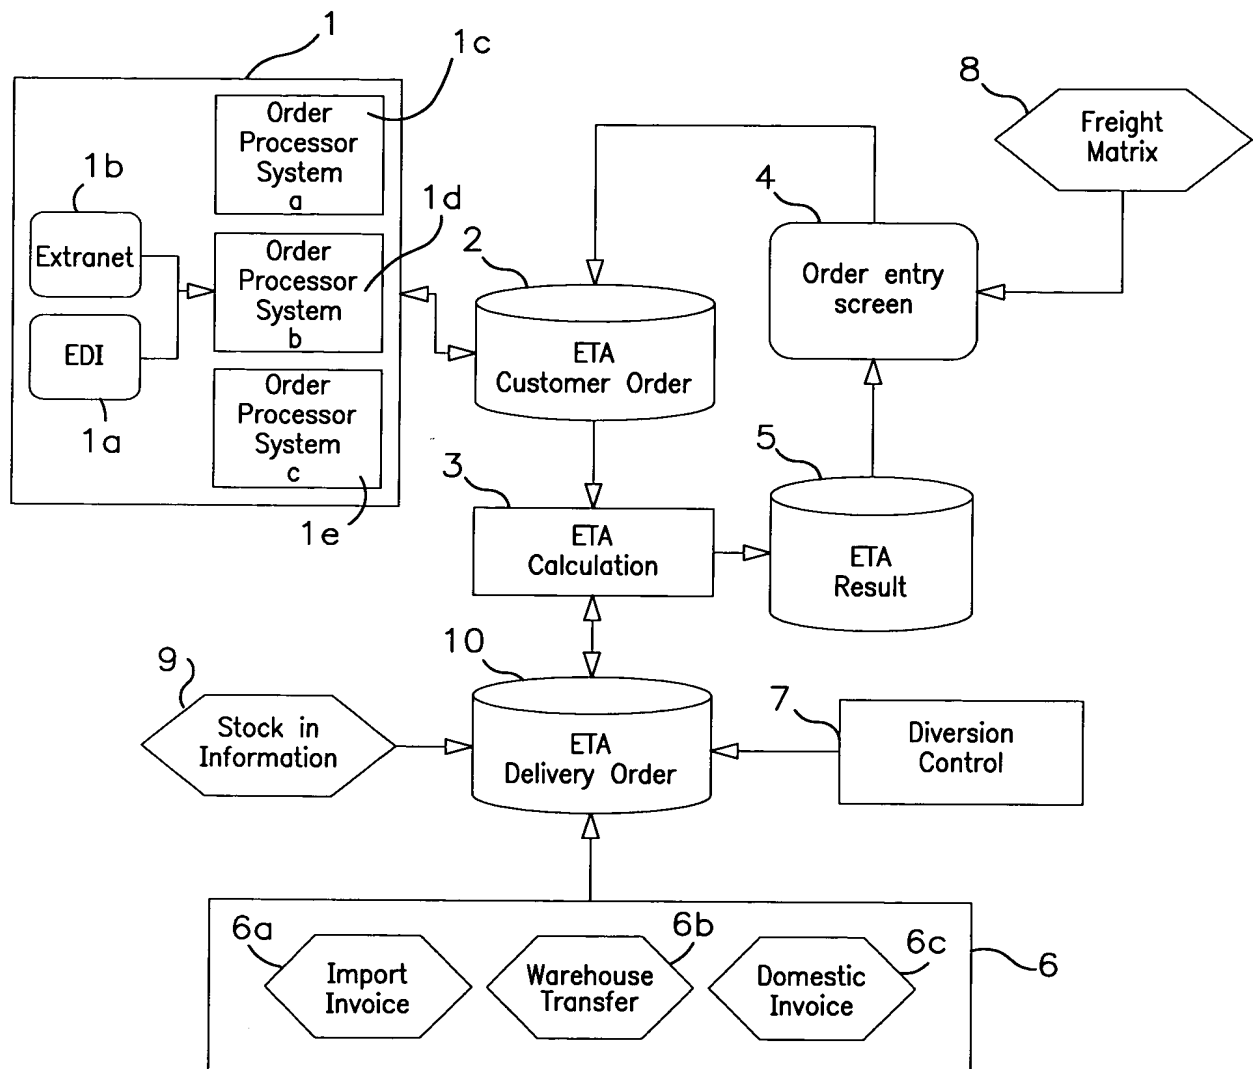 1
1c
Order
Processor
System
a
8
Freight
Matrix
1b
Extranet
1d
Order
Processor
System
b
2
4
Order entry
screen
EDI
1a
ETA
Customer Order
Order
Processor
System
c
1e
3
ETA
Calculation
5
ETA
Result
9
Stock in
Information
10
ETA
Delivery Order
7
Diversion
Control
6a
Import
Invoice
6b
Warehouse
Transfer
6c
Domestic
Invoice
6